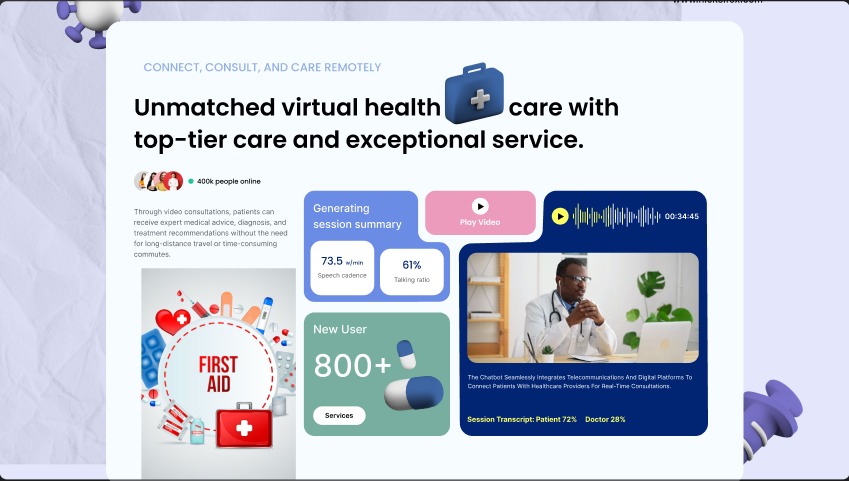 CONNECT, CONSULT, AND CARE REMOTELY
Unmatched virtual health care with
top-tier care and exceptional service.
400k people online
Through video consultations, patients can
receive expert medical advice, diagnosis, and
treatment recommendations without the need
for long-distance travel or time-consuming
commutes.
FIRST
AID
Generating
session summary
73.5 w/min
Speech cadence
61%
Talking ratio
Play Video
00:34:45
New User
800+
Services
The Chatbot Seamlessly Integrates Telecommunications And Digital Platforms To
Connect Patients With Healthcare Providers For Real-Time Consultations.
Session Transcript: Patient 72% Doctor 28%